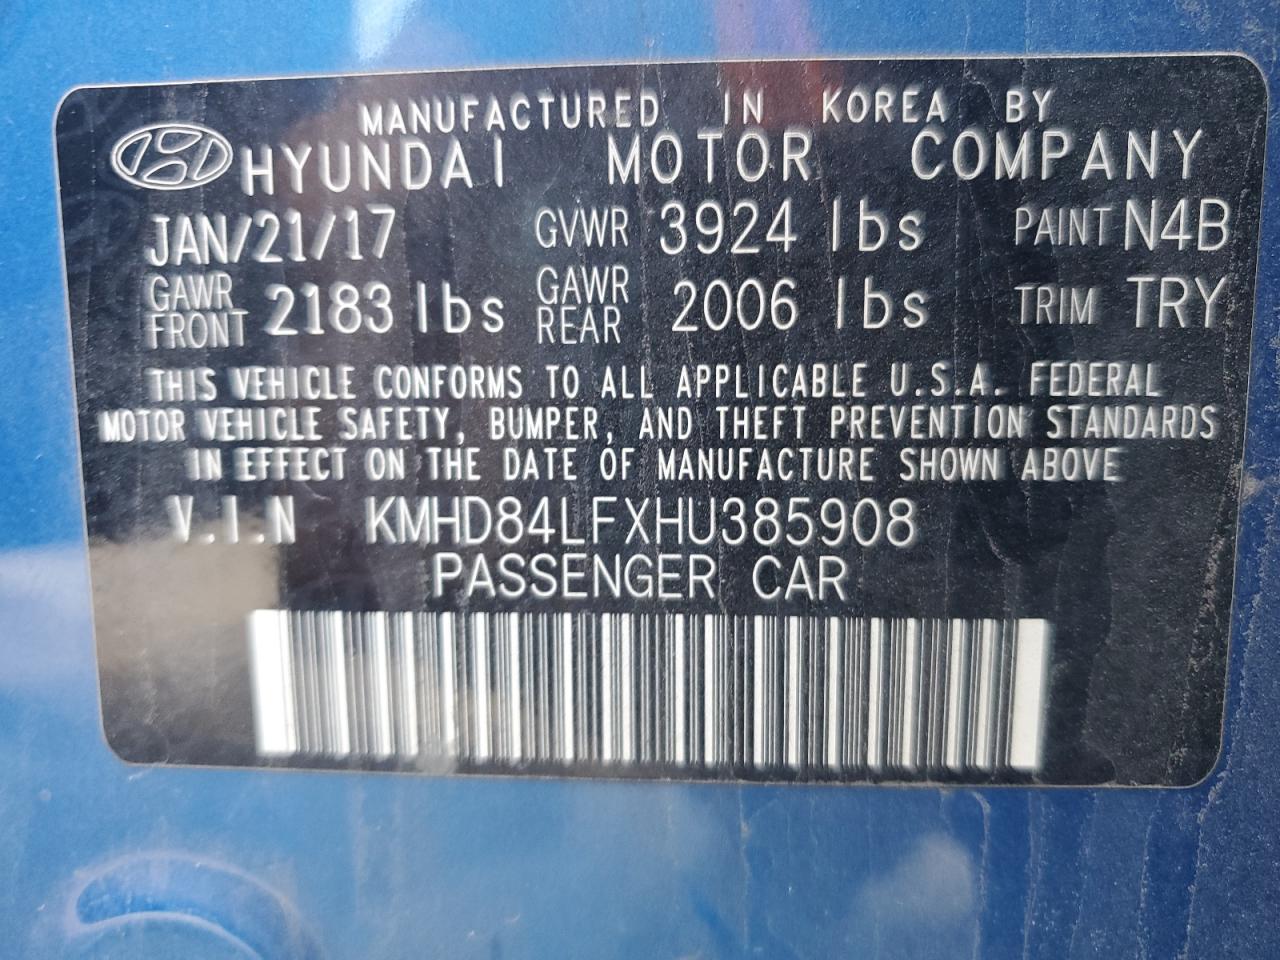 MANUFACTURED IN KOREA BY
HYUNDAI MOTOR COMPANY
JAN/21/17 GVWR 3924 lbs PAINT N4B
GAWR FRONT 2183 lbs GAWR REAR 2006 lbs TRIM TRY
THIS VEHICLE CONFORMS TO ALL APPLICABLE U.S.A. FEDERAL
MOTOR VEHICLE SAFETY, BUMPER, AND THEFT PREVENTION STANDARDS
IN EFFECT ON THE DATE OF MANUFACTURE SHOWN ABOVE
V.I.N KMHD84LFXHU385908
PASSENGER CAR